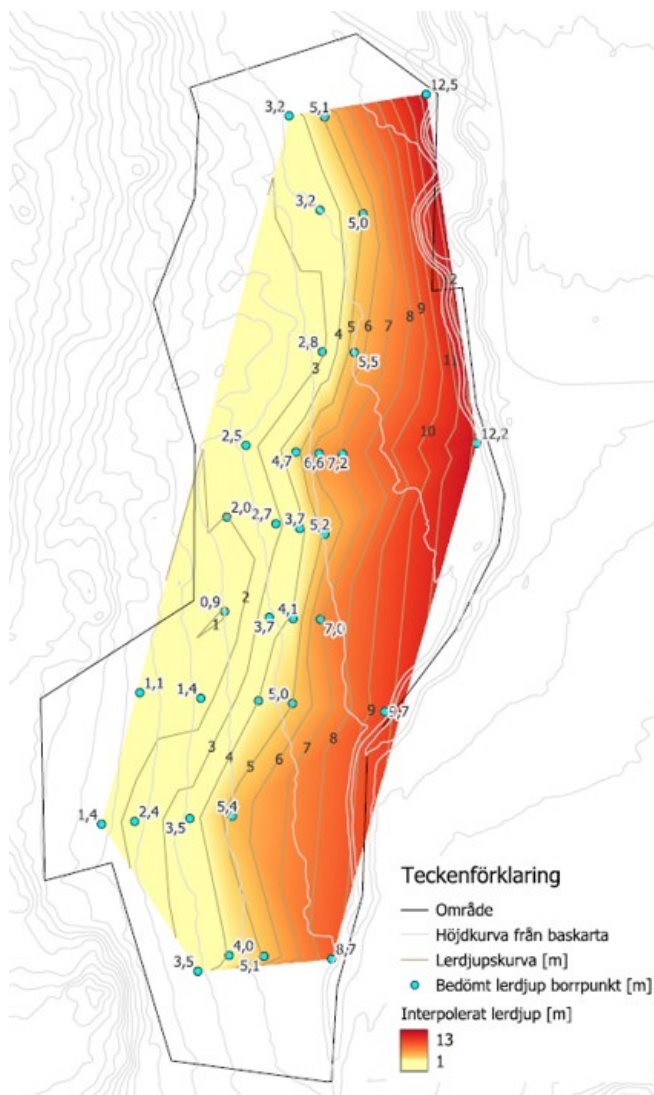 12,5
3,2 5,1
3,2 5,0
12
9
8
7
6
5
4
2,8 5,5
3
11
10
2,5 4,7 6,6 7,2 12,2
2,0 2,7 3,7 5,2
2
0,9 4,1
1 3,7 7,0
1,1 1,4 5,0
9 9,7
3 4 5 6 7 8
1,4 2,4 3,5 5,4
4,0 8,7
3,5 5,1
Teckenförklaring
Område
Höjdkurva från baskarta
Lerdjupskurva [m]
Bedömt lerdjup borrpunkt [m]
Interpolerat lerdjup [m]
13
1